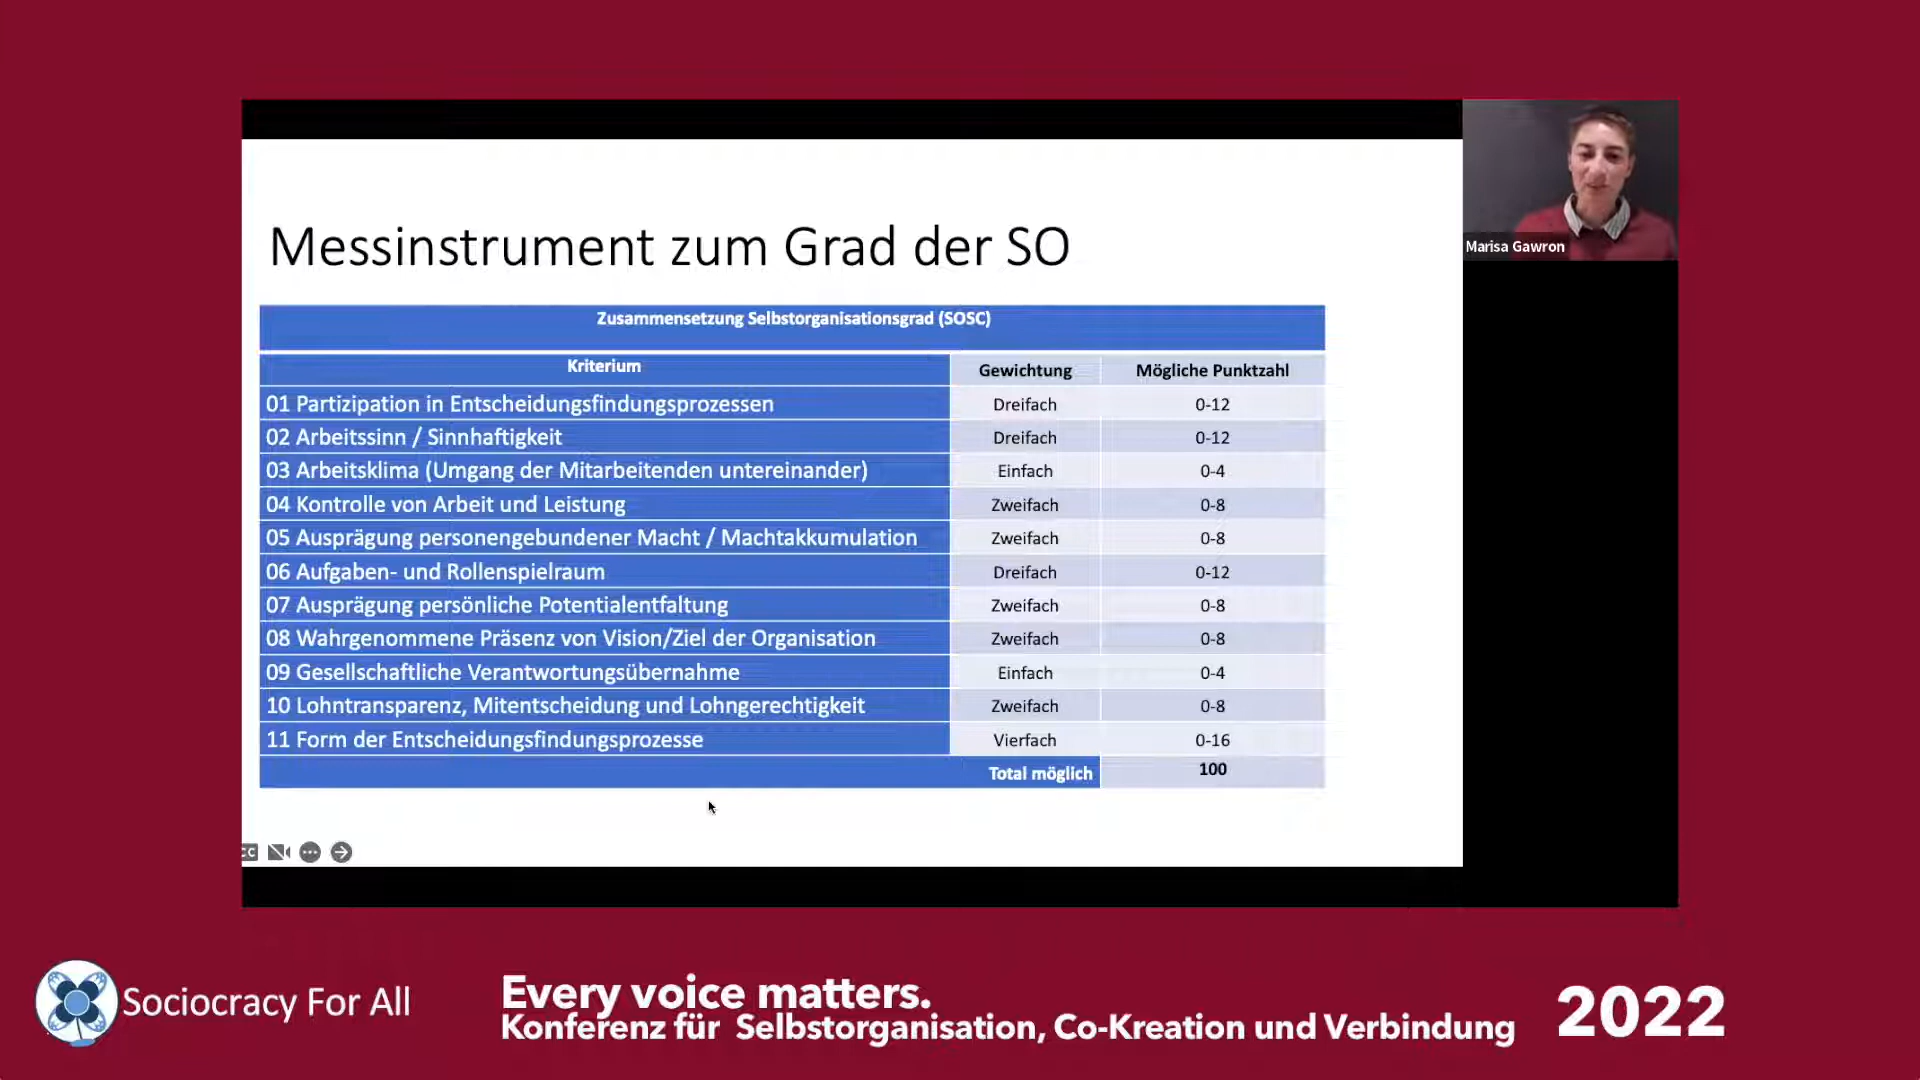 Messinstrument zum Grad der SO
Zusammensetzung Selbstorganisationsgrad (SOSC)
Kriterium Gewichtung Mögliche Punktzahl
01 Partizipation in Entscheidungsfindungsprozessen Dreifach 0-12
02 Arbeitssinn / Sinnhaftigkeit Dreifach 0-12
03 Arbeitsklima (Umgang der Mitarbeitenden untereinander) Einfach 0-4
04 Kontrolle von Arbeit und Leistung Zweifach 0-8
05 Ausprägung personengebundener Macht / Machtakkumulation Zweifach 0-8
06 Aufgaben- und Rollenspielraum Dreifach 0-12
07 Ausprägung persönliche Potentialentfaltung Zweifach 0-8
08 Wahrgenommene Präsenz von Vision/Ziel der Organisation Zweifach 0-8
09 Gesellschaftliche Verantwortungsübernahme Einfach 0-4
10 Lohntransparenz, Mitentscheidung und Lohngerechtigkeit Zweifach 0-8
11 Form der Entscheidungsfindungsprozesse Vierfach 0-16
Total möglich 100
Marisa Gawron
CC
Sociocracy For All
Every voice matters.
Konferenz für Selbstorganisation, Co-Kreation und Verbindung
2022